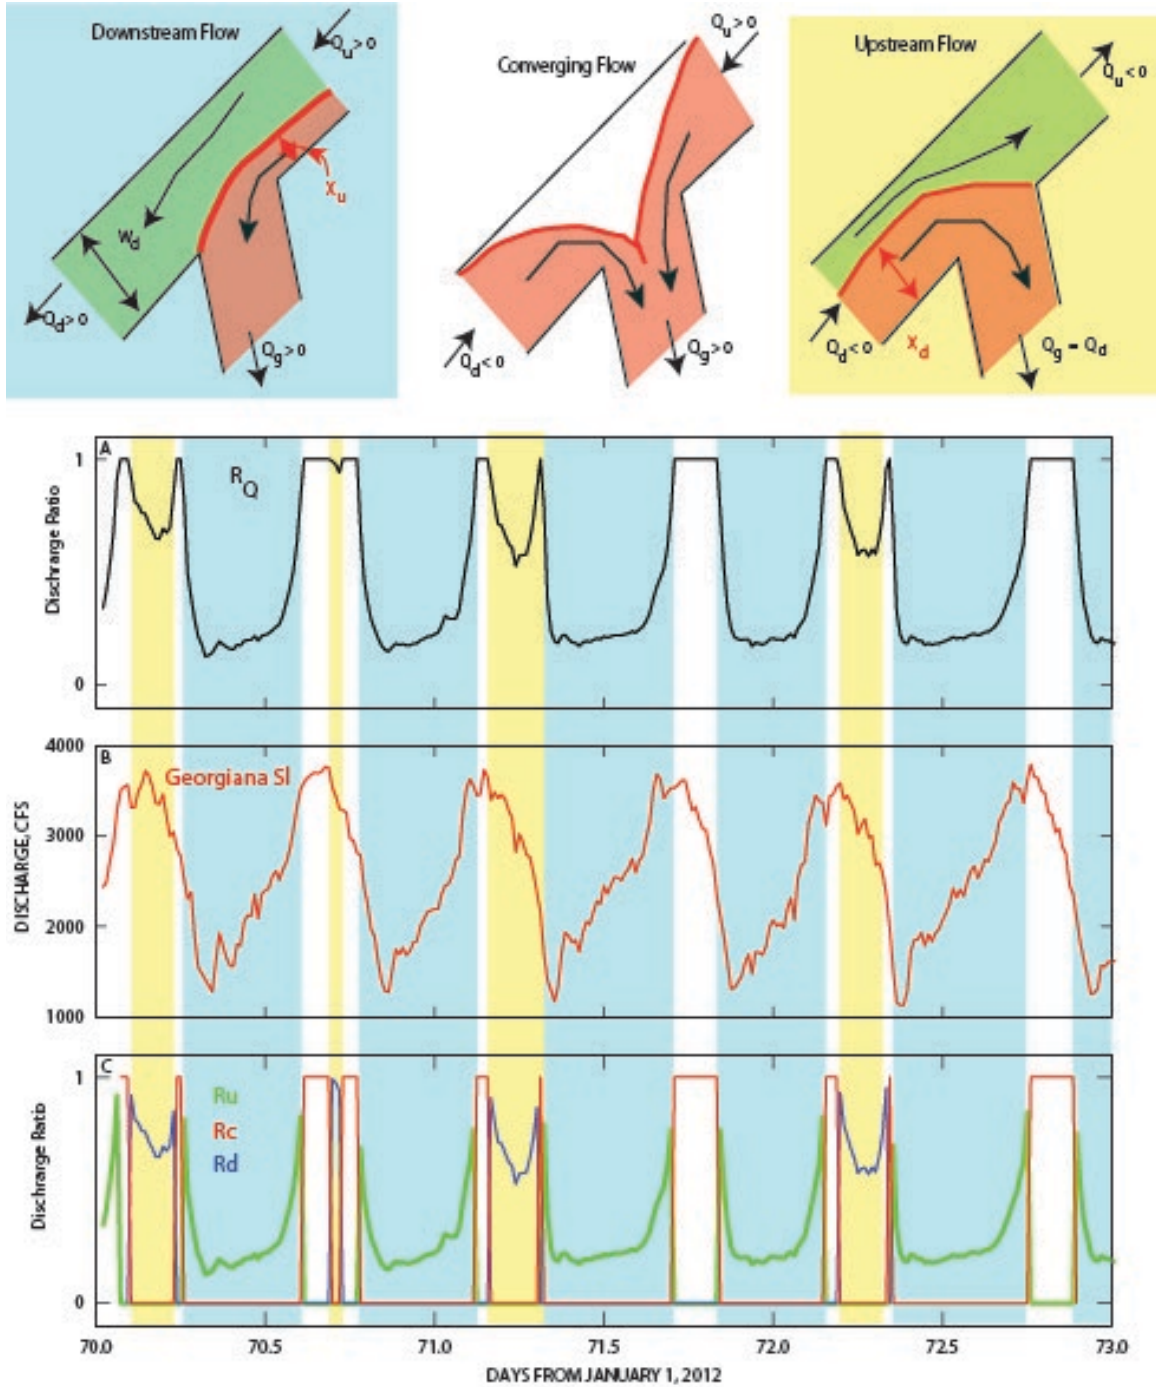 Downstream Flow
Qu > 0
Xu
Wd
Qd > 0
Qg > 0
Converging Flow
Qu > 0
Qd < 0
Qg > 0
Upstream Flow
Qu < 0
Qd < 0
Xd
Qg = Qd
A
1
RQ
Dischrarge Ratio
0
4000
B
Georgiana Sl
3000
DISCHARGE, CFS
2000
1000
C
1
Ru
Rc
Rd
Dischrarge Ratio
0
70.0 70.5 71.0 71.5 72.0 72.5 73.0
DAYS FROM JANUARY 1, 2012